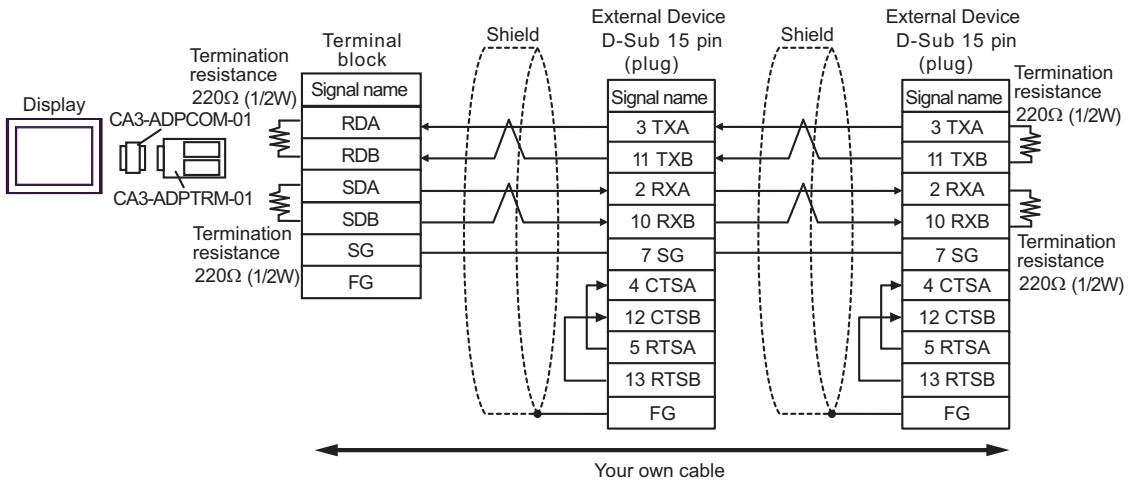 Display
CA3-ADPCOM-01
CA3-ADPTRM-01
Termination
resistance
220Ω (1/2W)
Termination
resistance
220Ω (1/2W)
Terminal
block
Signal name
RDA
RDB
SDA
SDB
SG
FG
Shield
External Device
D-Sub 15 pin
(plug)
Signal name
3 TXA
11 TXB
2 RXA
10 RXB
7 SG
4 CTSA
12 CTSB
5 RTSA
13 RTSB
FG
Shield
External Device
D-Sub 15 pin
(plug)
Signal name
3 TXA
11 TXB
2 RXA
10 RXB
7 SG
4 CTSA
12 CTSB
5 RTSA
13 RTSB
FG
Termination
resistance
220Ω (1/2W)
Termination
resistance
220Ω (1/2W)
Your own cable